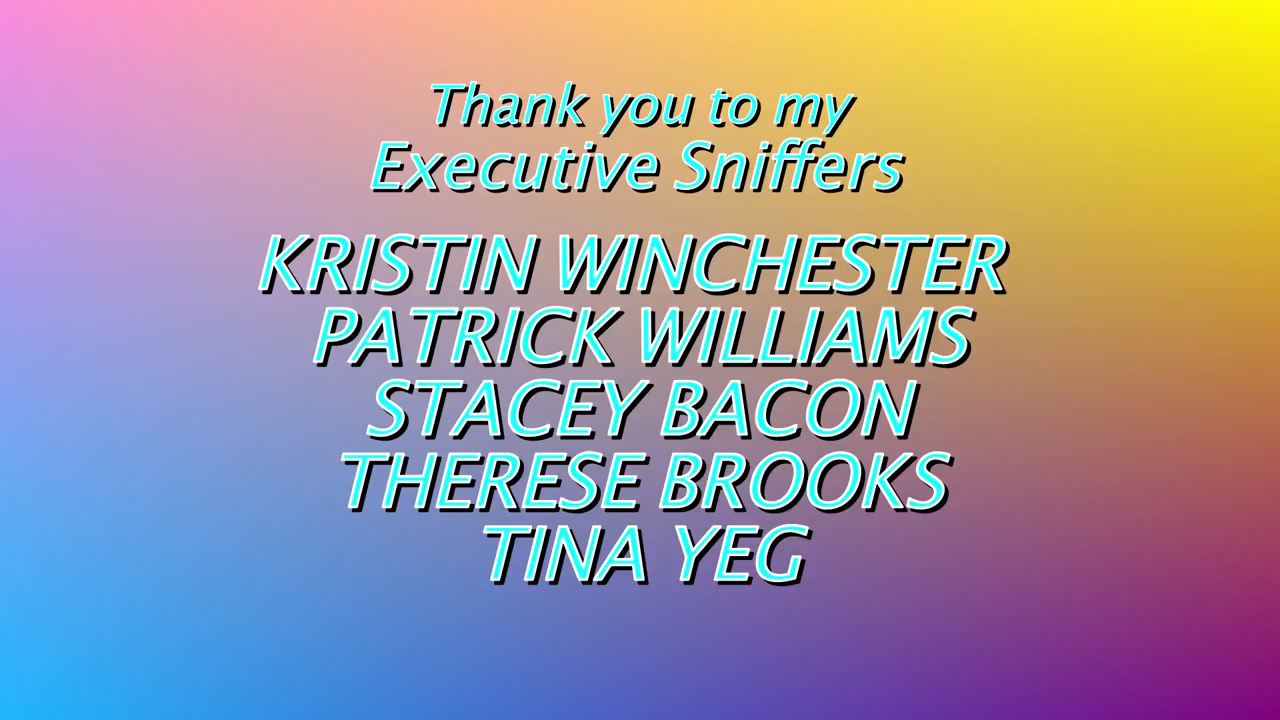 Thank you to my
Executive Sniffers
KRISTIN WINCHESTER
PATRICK WILLIAMS
STACEY BACON
THERESE BROOKS
TINA YEG